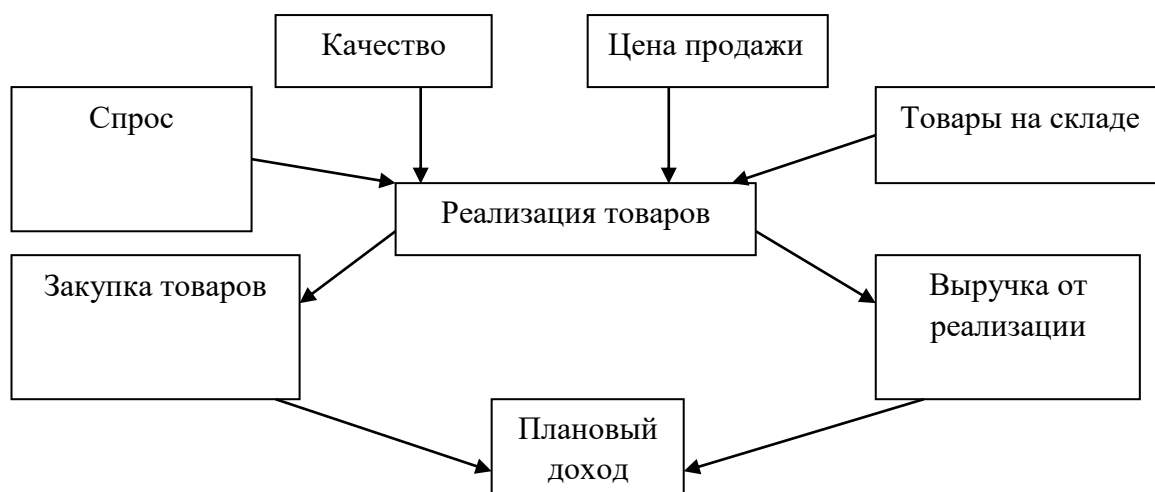 Качество
Цена продажи
Спрос
Товары на складе
Реализация товаров
Закупка товаров
Выручка от
реализации
Плановый
доход